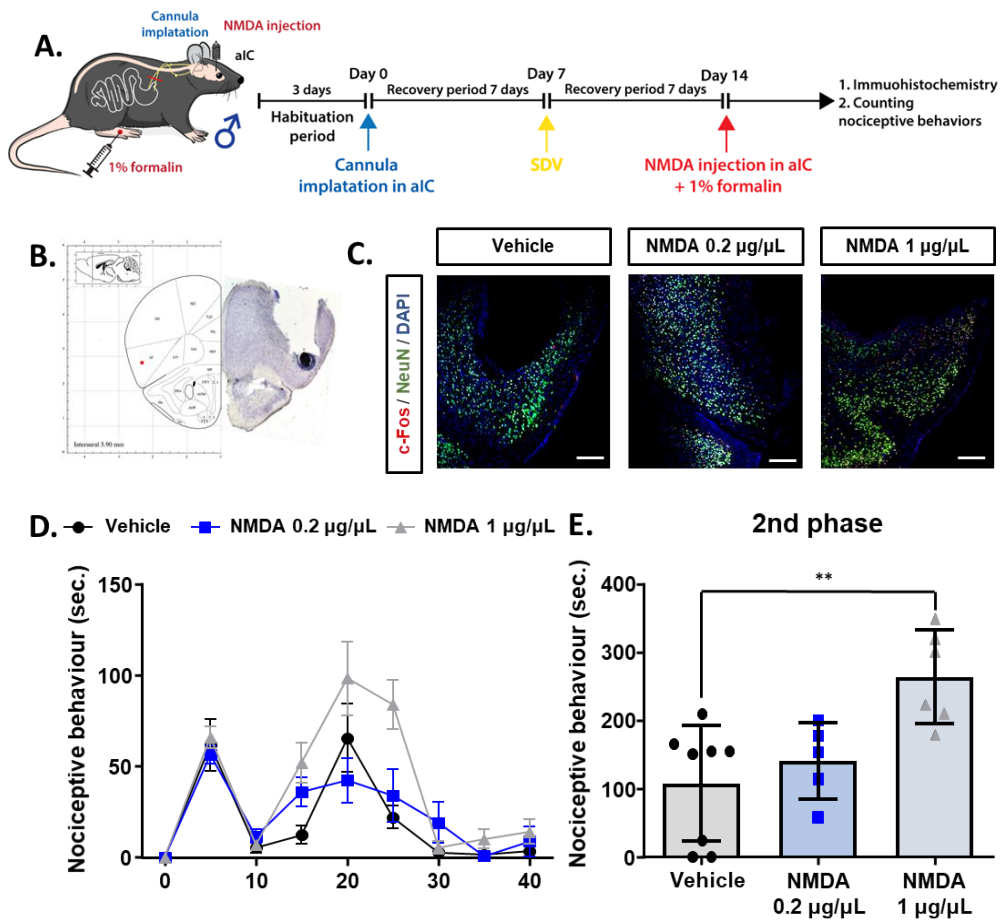 A.
Cannula
implatation
NMDA injection
aIC
1% formalin
3 days
Habituation
period
Day 0
Recovery period 7 days
Day 7
Recovery period 7 days
Day 14
Cannula
implatation in aIC
SDV
NMDA injection in aIC
+ 1% formalin
1. Immuohistochemistry
2. Counting
nociceptive behaviors
B.
Interaural 5.90 mm
C.
Vehicle
NMDA 0.2 µg/µL
NMDA 1 µg/µL
c-Fos / NeuN / DAPI
D.
Vehicle
NMDA 0.2 µg/µL
NMDA 1 µg/µL
Nociceptive behaviour (sec.)
150
100
50
0
0 10 20 30 40
E.
2nd phase
Nociceptive behaviour (sec.)
400
300
200
100
0
**
Vehicle
NMDA
0.2 µg/µL
NMDA
1 µg/µL